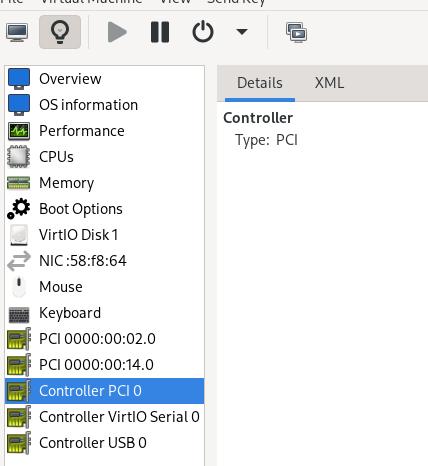 File Virtual Machine View Send Key
Overview
OS information
Performance
CPUs
Memory
Boot Options
VirtIO Disk 1
NIC :58:f8:64
Mouse
Keyboard
PCI 0000:00:02.0
PCI 0000:00:14.0
Controller PCI 0
Controller VirtIO Serial 0
Controller USB 0
Details XML
Controller
Type: PCI